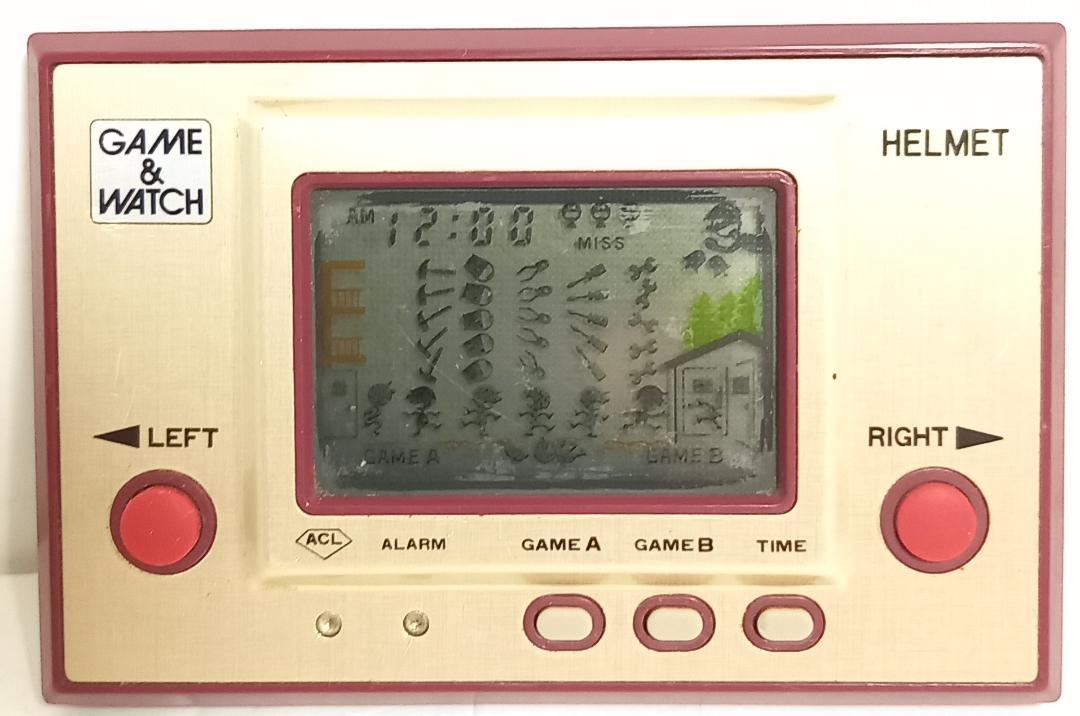 GAME
&
WATCH
HELMET
AM 12:00
MISS
GAME A
GAME B
◀ LEFT
RIGHT ▶
ACL
ALARM
GAME A
GAME B
TIME